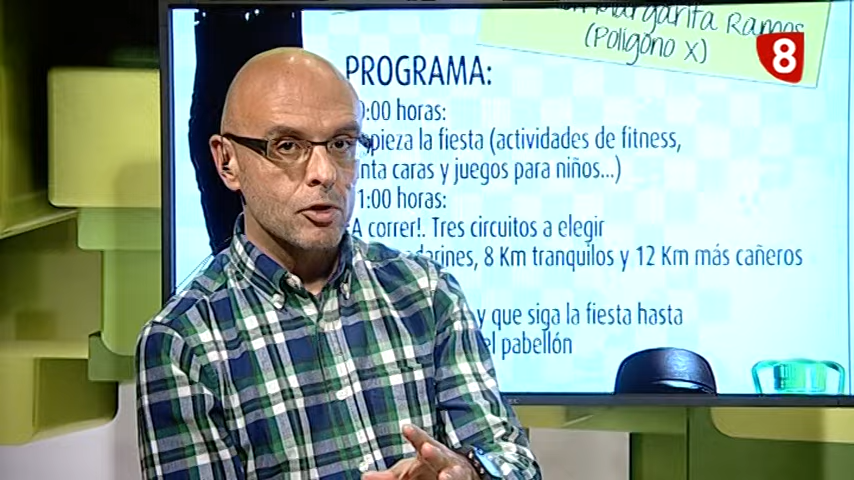 Margarita Ramos
(Polígono X)
8
PROGRAMA:
:00 horas:
pieza la fiesta (actividades de fitness,
nta caras y juegos para niños...)
1:00 horas:
A correr!. Tres circuitos a elegir
darines, 8 Km tranquilos y 12 Km más cañeros
y que siga la fiesta hasta
el pabellón